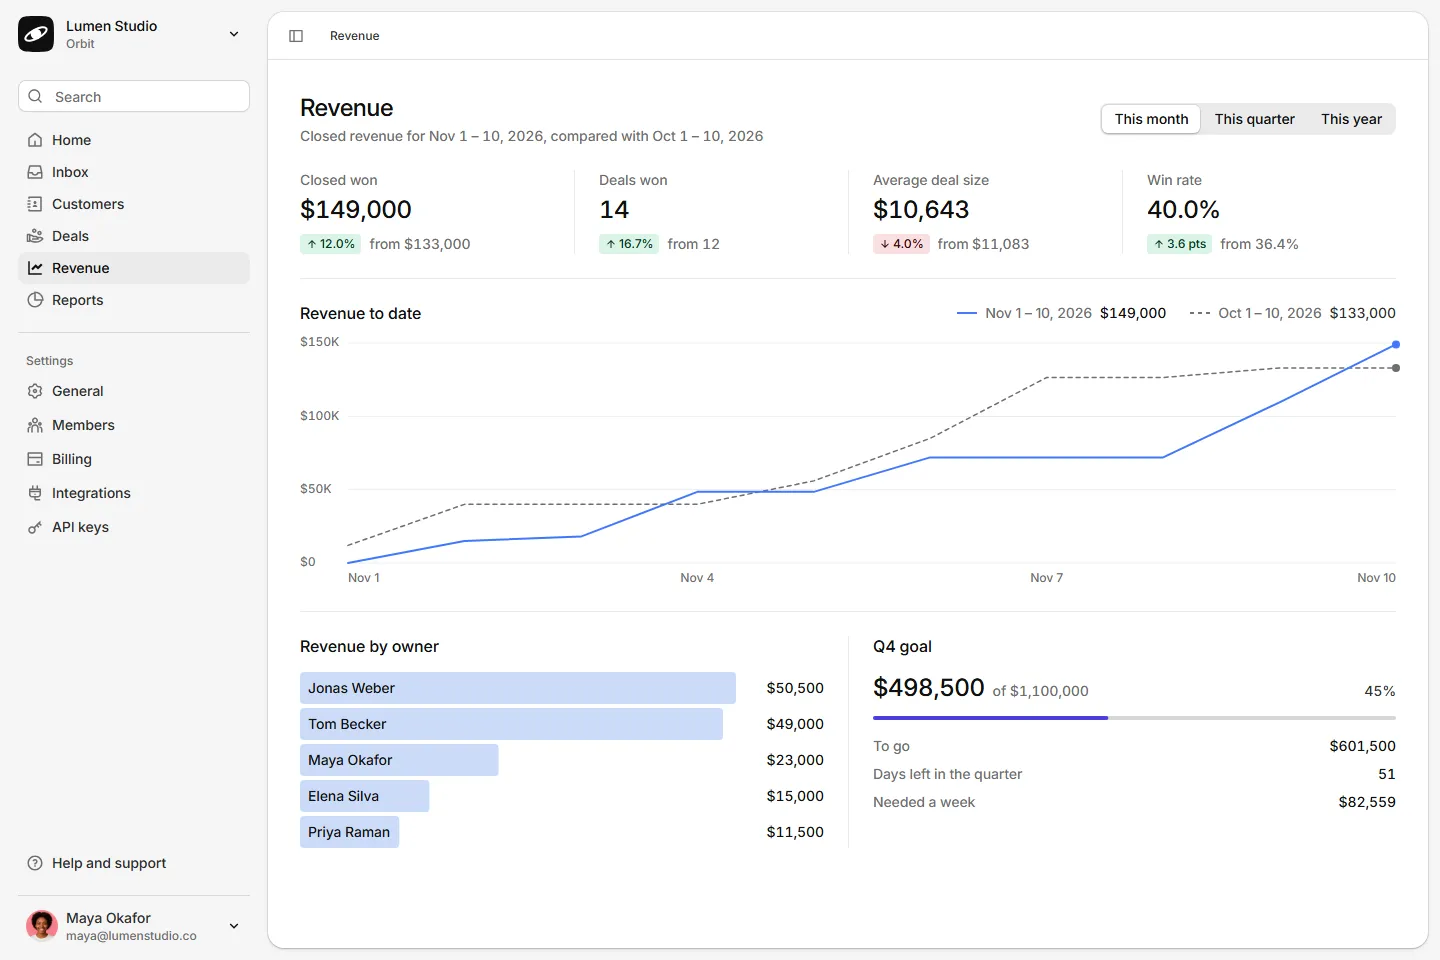 Lumen Studio
Orbit
Search
Home
Inbox
Customers
Deals
Revenue
Reports
Settings
General
Members
Billing
Integrations
API keys
Help and support
Maya Okafor
maya@lumenstudio.co
Revenue
Revenue
Closed revenue for Nov 1 – 10, 2026, compared with Oct 1 – 10, 2026
This month This quarter This year
Closed won
$149,000
↑ 12.0% from $133,000
Deals won
14
↑ 16.7% from 12
Average deal size
$10,643
↓ 4.0% from $11,083
Win rate
40.0%
↑ 3.6 pts from 36.4%
Revenue to date
Nov 1 – 10, 2026 $149,000
Oct 1 – 10, 2026 $133,000
$150K
$100K
$50K
$0
Nov 1 Nov 4 Nov 7 Nov 10
Revenue by owner
Jonas Weber $50,500
Tom Becker $49,000
Maya Okafor $23,000
Elena Silva $15,000
Priya Raman $11,500
Q4 goal
$498,500 of $1,100,000 45%
To go $601,500
Days left in the quarter 51
Needed a week $82,559